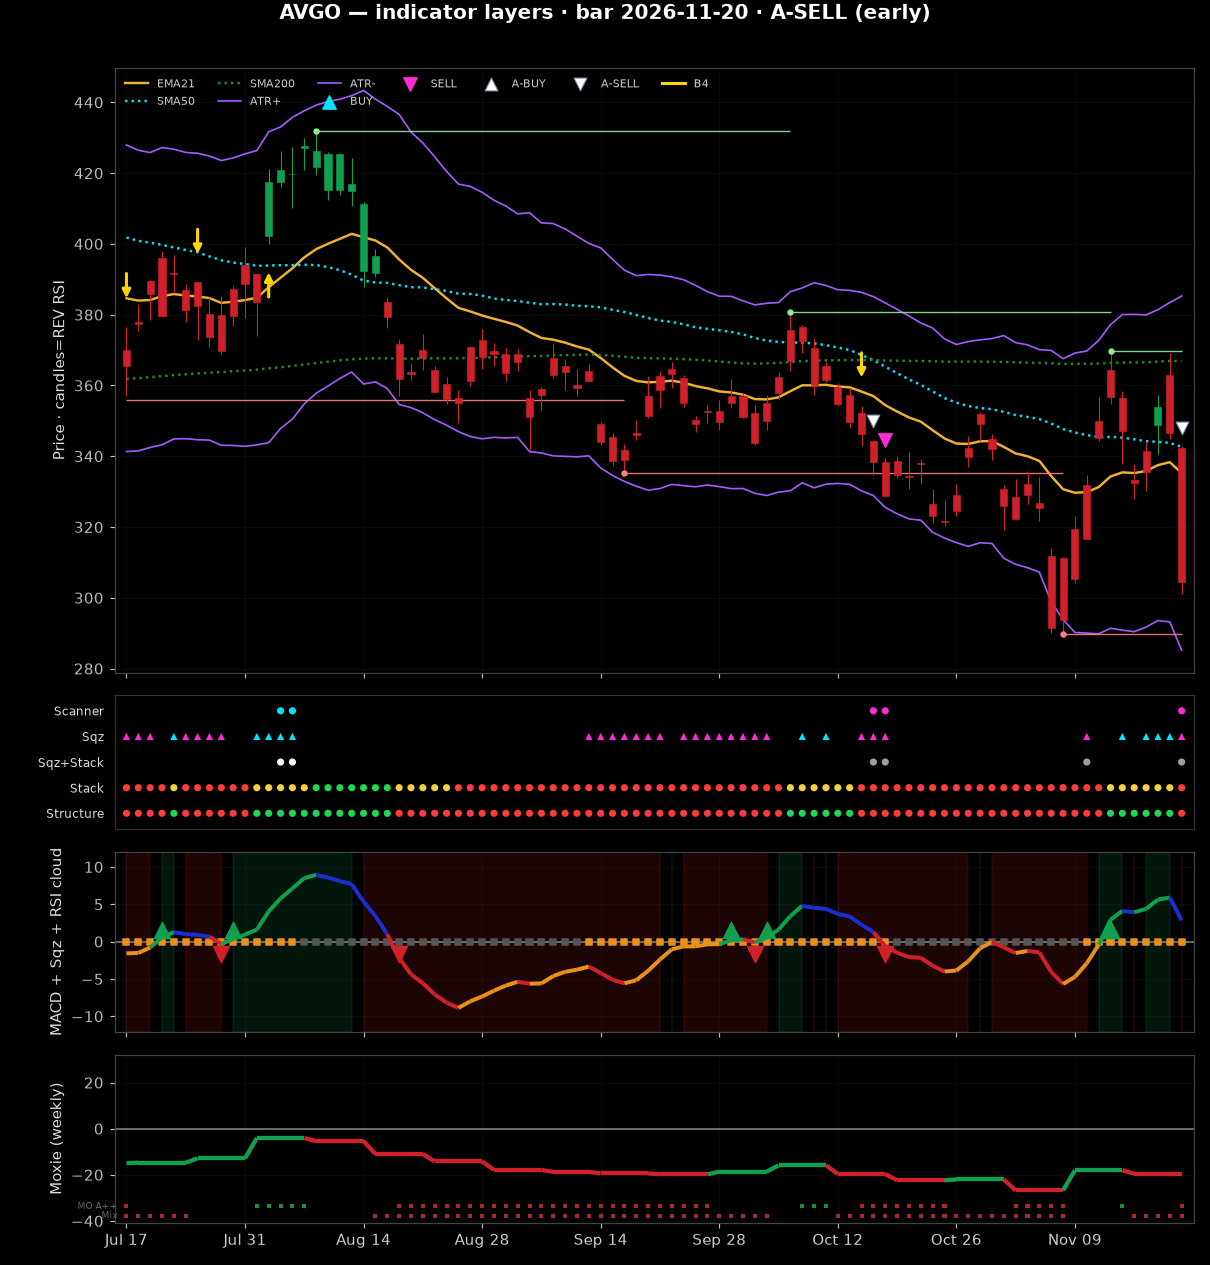 AVGO — indicator layers · bar 2026-11-20 · A-SELL (early)
EMA21 SMA200 ATR- SELL A-BUY A-SELL B4
SMA50 ATR+ BUY
Price · candles=REV RSI
440
420
400
380
360
340
320
300
280
Scanner
Sqz
Sqz+Stack
Stack
Structure
MACD + Sqz + RSI cloud
10
5
0
−5
−10
Moxie (weekly)
20
0
−20
MO A++
−40
Jul 17 Jul 31 Aug 14 Aug 28 Sep 14 Sep 28 Oct 12 Oct 26 Nov 09